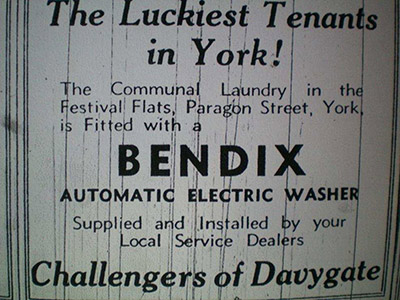 The Luckiest Tenants
in York!
The Communal Laundry in the
Festival Flats, Paragon Street, York,
is Fitted with a
BENDIX
AUTOMATIC ELECTRIC WASHER
Supplied and Installed by your
Local Service Dealers
Challengers of Davygate